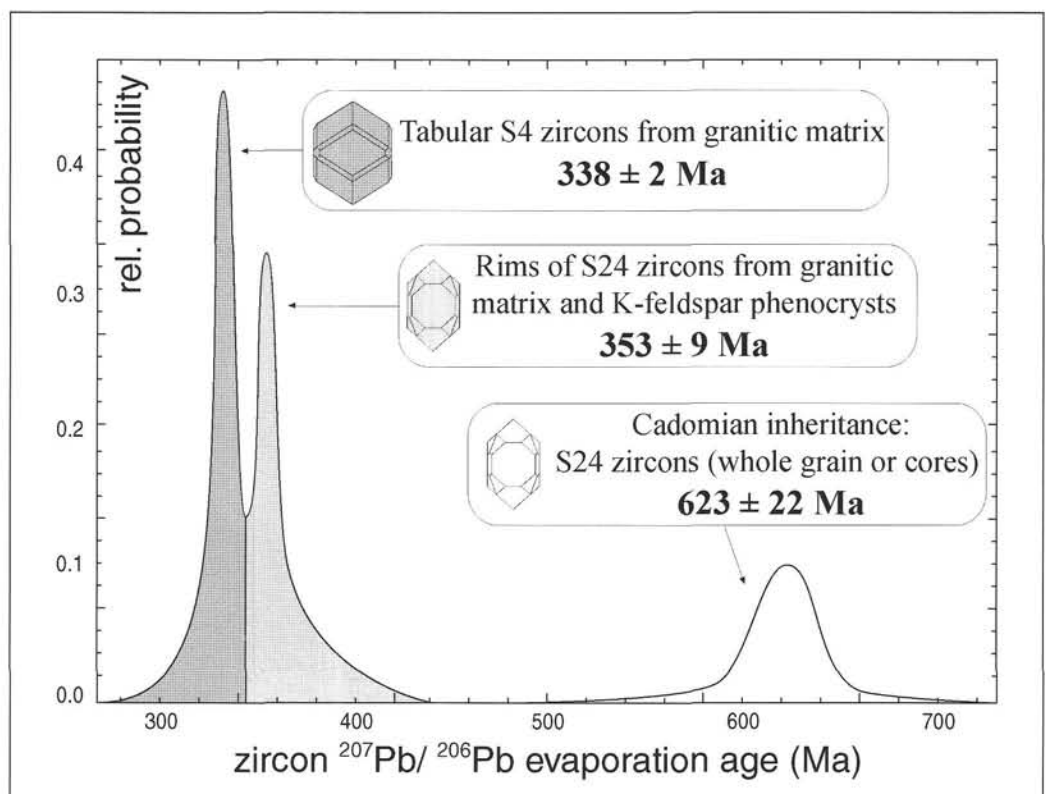 rel. probability
0.4
0.3
0.2
0.1
0.0
Tabular S4 zircons from granitic matrix
338 ± 2 Ma
Rims of S24 zircons from granitic
matrix and K-feldspar phenocrysts
353 ± 9 Ma
Cadomian inheritance:
S24 zircons (whole grain or cores)
623 ± 22 Ma
300 400 500 600 700
zircon ²⁰⁷Pb/ ²⁰⁶Pb evaporation age (Ma)